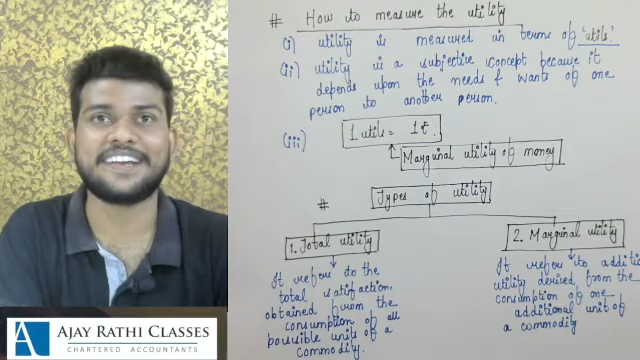 # How to measure the utility
(i) utility is measured in terms of 'utils'
(ii) utility is a subjective concept because it
depends upon the needs & wants of one
person to another person.
(iii) 1 utils = 1₹.
Marginal utility of money
# Types of utility
1. Total utility
It refers to the
total satisfaction,
obtained from the
consumption of all
possible units of a
commodity.
2. Marginal utility
It refers to additio
utility derived from the
consumption of one
additional unit of
a commodity
A AJAY RATHI CLASSES
CHARTERED ACCOUNTANTS